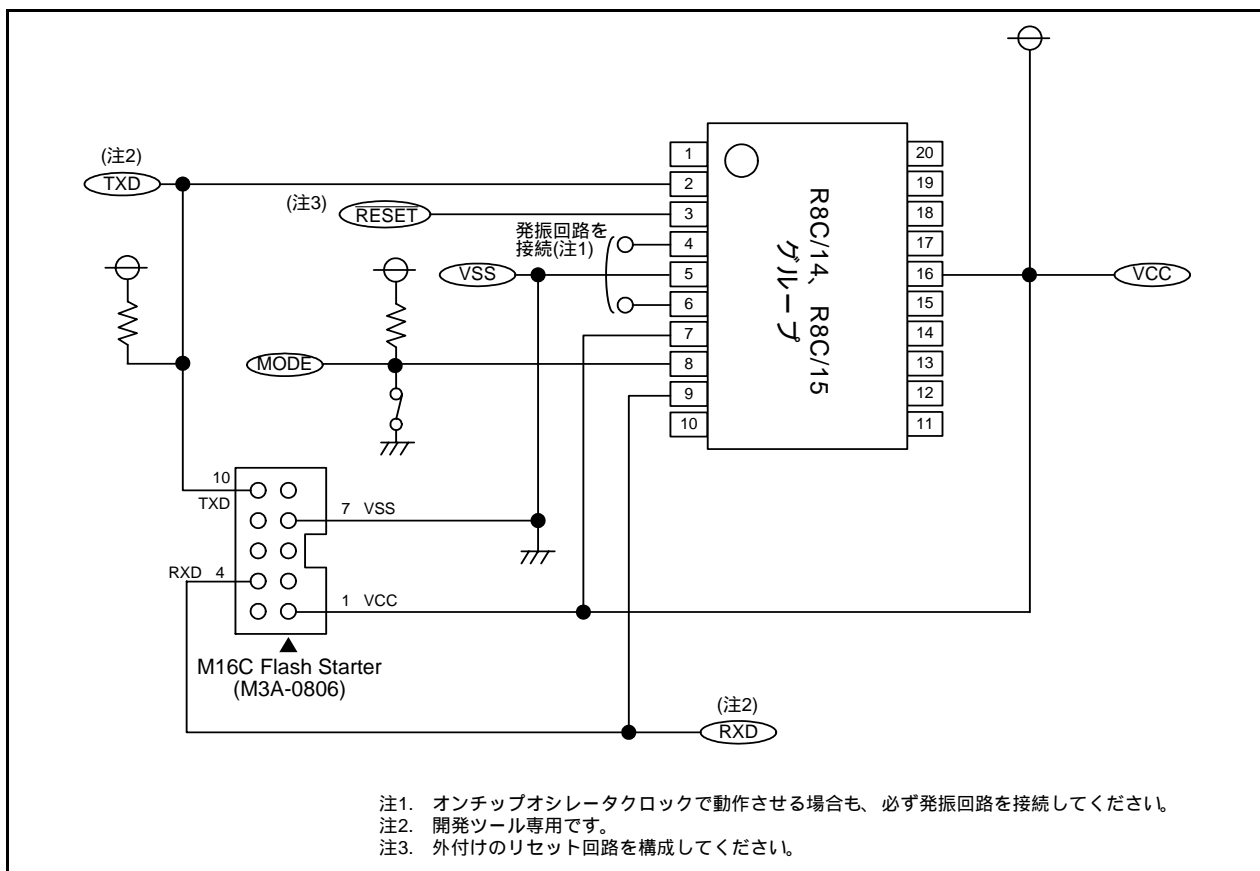 (注2)
TXD
(注3)
RESET
発振回路を
接続(注1)
VSS
MODE
1
2
3
4
5
6
7
8
9
10
R8C/14、R8C/15
グループ
20
19
18
17
16
15
14
13
12
11
VCC
10
TXD
7 VSS
RXD 4
1 VCC
M16C Flash Starter
(M3A-0806)
(注2)
RXD
注1. オンチップオシレータクロックで動作させる場合も、必ず発振回路を接続してください。
注2. 開発ツール専用です。
注3. 外付けのリセット回路を構成してください。